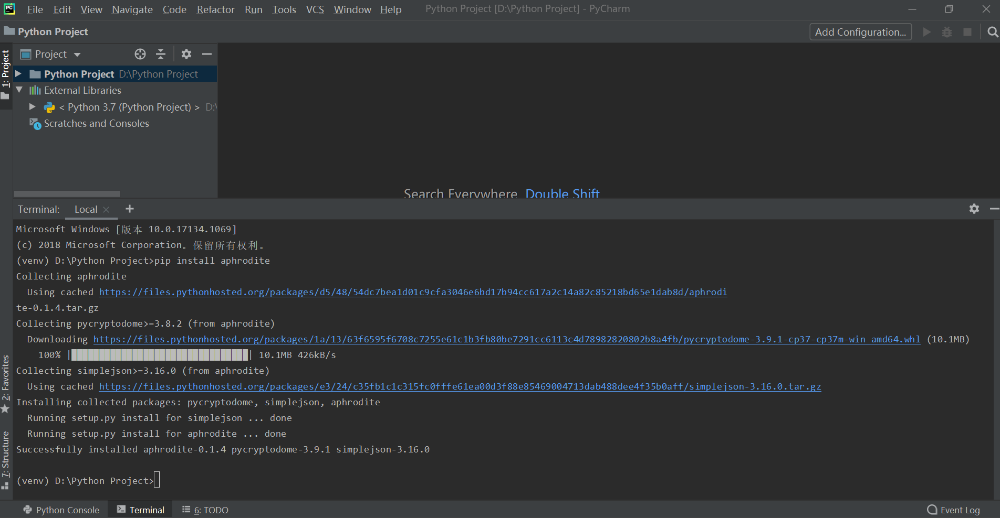 PC File Edit View Navigate Code Refactor Run Tools VCS Window Help Python Project [D:\Python Project] - PyCharm
Python Project Add Configuration...
1: Project
Project
Python Project D:\Python Project
External Libraries
< Python 3.7 (Python Project) > D:\
Scratches and Consoles
Search Everywhere Double Shift
Terminal: Local
Microsoft Windows [版本 10.0.17134.1069]
(c) 2018 Microsoft Corporation。保留所有权利。
(venv) D:\Python Project>pip install aphrodite
Collecting aphrodite
Using cached https://files.pythonhosted.org/packages/d5/48/54dc7bea1d01c9cfa3046e6bd17b94cc617a2c14a82c85218bd65e1dab8d/aphrodi
te-0.1.4.tar.gz
Collecting pycryptodome>=3.8.2 (from aphrodite)
Downloading https://files.pythonhosted.org/packages/1a/13/63f6595f6708c7255e61c1b3fb80be7291cc6113c4d78982820802b8a4fb/pycryptodome-3.9.1-cp37-cp37m-win_amd64.whl (10.1MB)
100% || 10.1MB 426kB/s
Collecting simplejson>=3.16.0 (from aphrodite)
Using cached https://files.pythonhosted.org/packages/e3/24/c35fb1c1c315fc0fffe61ea00d3f88e85469004713dab488dee4f35b0aff/simplejson-3.16.0.tar.gz
Installing collected packages: pycryptodome, simplejson, aphrodite
Running setup.py install for simplejson ... done
Running setup.py install for aphrodite ... done
Successfully installed aphrodite-0.1.4 pycryptodome-3.9.1 simplejson-3.16.0
(venv) D:\Python Project>
2: Favorites
7: Structure
Python Console Terminal 6: TODO Event Log